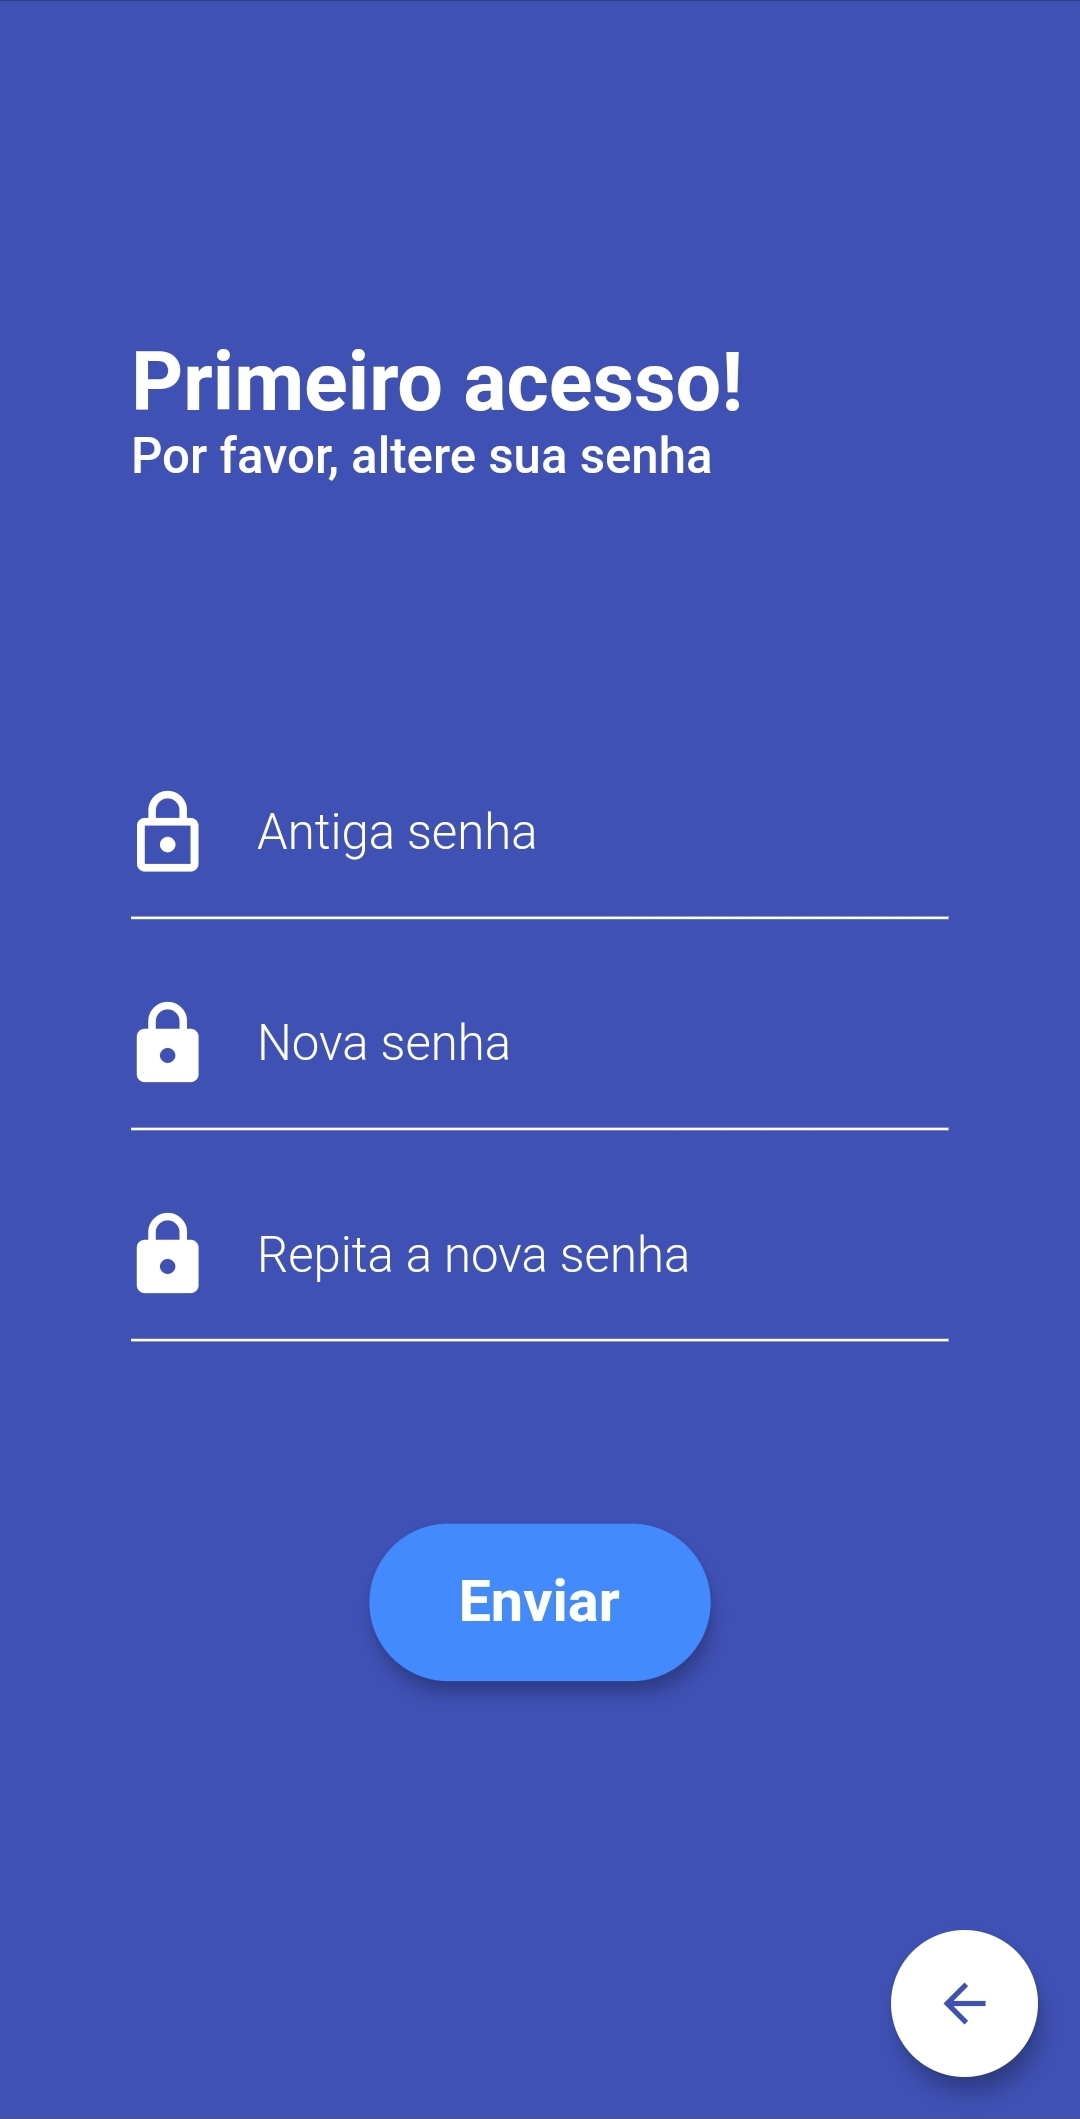 Primeiro acesso!
Por favor, altere sua senha
Antiga senha
Nova senha
Repita a nova senha
Enviar